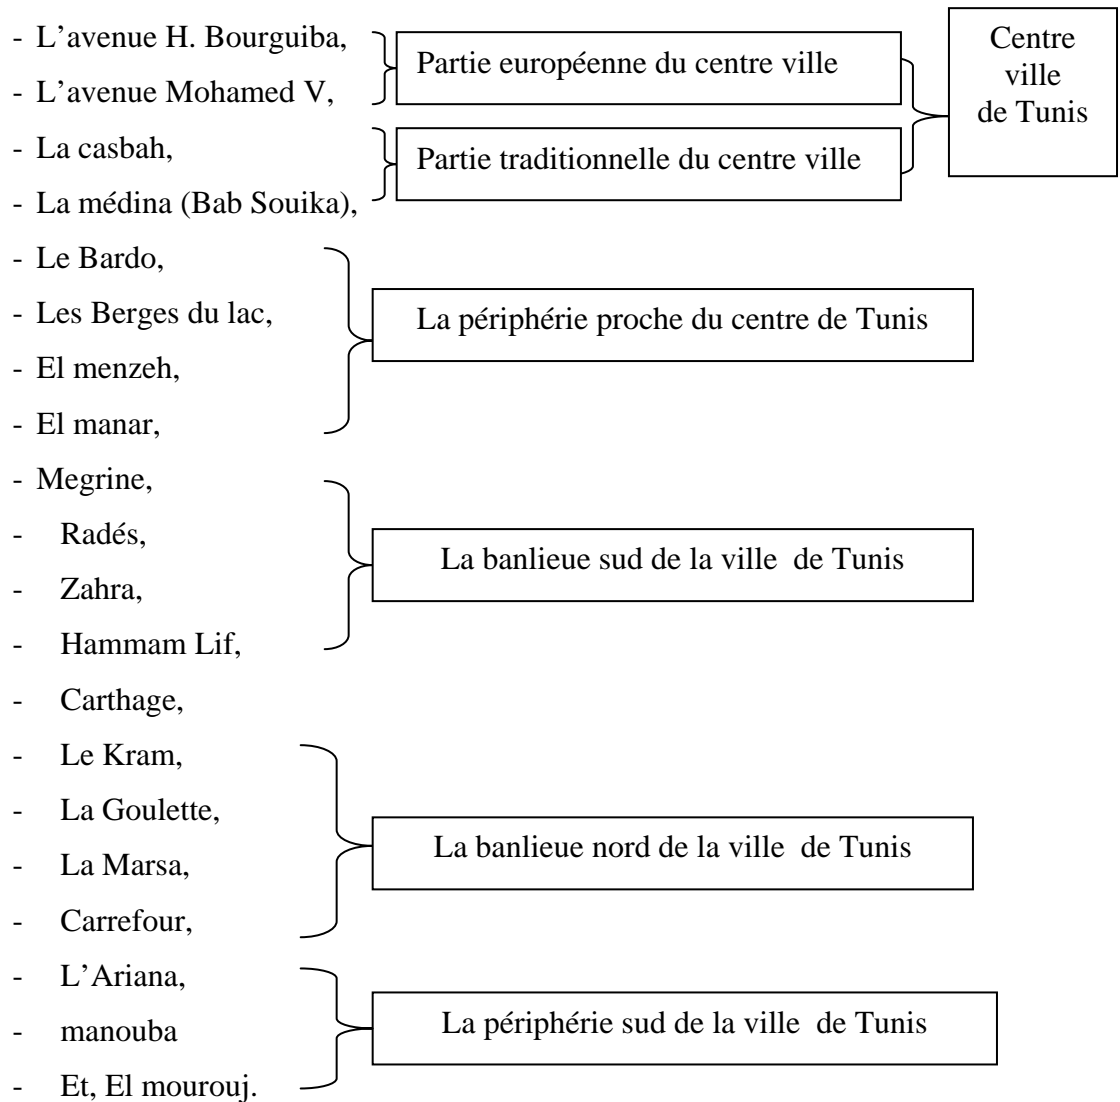 - L’avenue H. Bourguiba,
- L’avenue Mohamed V,
Partie européenne du centre ville
- La casbah,
- La médina (Bab Souika),
Partie traditionnelle du centre ville
Centre
ville
de Tunis
- Le Bardo,
- Les Berges du lac,
- El menzeh,
- El manar,
La périphérie proche du centre de Tunis
- Megrine,
- Radés,
- Zahra,
- Hammam Lif,
La banlieue sud de la ville de Tunis
- Carthage,
- Le Kram,
- La Goulette,
- La Marsa,
- Carrefour,
La banlieue nord de la ville de Tunis
- L’Ariana,
- manouba
- Et, El mourouj.
La périphérie sud de la ville de Tunis